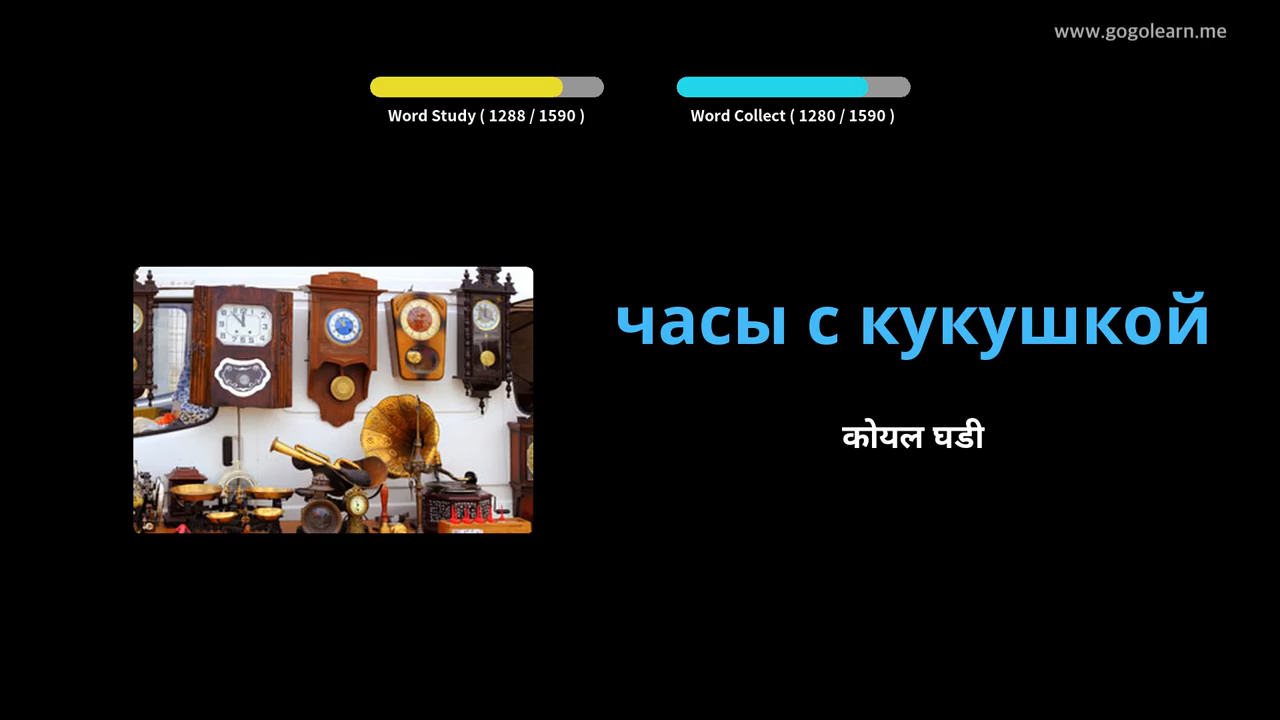 www.gogolearn.me
Word Study ( 1288 / 1590 )
Word Collect ( 1280 / 1590 )
часы с кукушкой
कोयल घडी